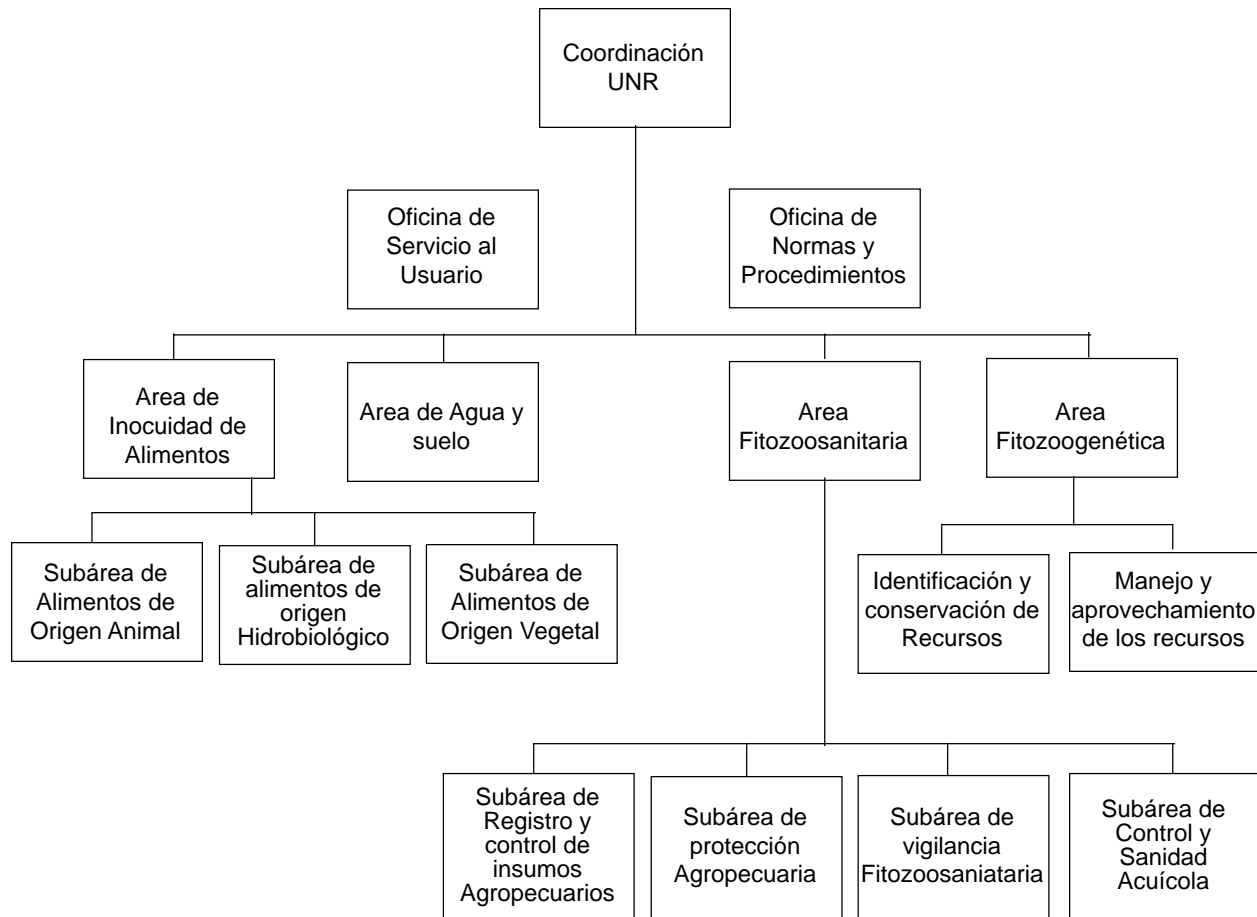 Coordinación
UNR
Oficina de
Servicio al
Usuario
Oficina de
Normas y
Procedimientos
Area de
Inocuidad de
Alimentos
Area de Agua y
suelo
Area
Fitozoosanitaria
Area
Fitozoogenética
Subárea de
Alimentos de
Origen Animal
Subárea de
alimentos de
origen
Hidrobiológico
Subárea de
Alimentos de
Origen Vegetal
Identificación y
conservación de
Recursos
Manejo y
aprovechamiento
de los recursos
Subárea de
Registro y
control de
insumos
Agropecuarios
Subárea de
protección
Agropecuaria
Subárea de
vigilancia
Fitozoosaniataria
Subárea de
Control y
Sanidad
Acuícola